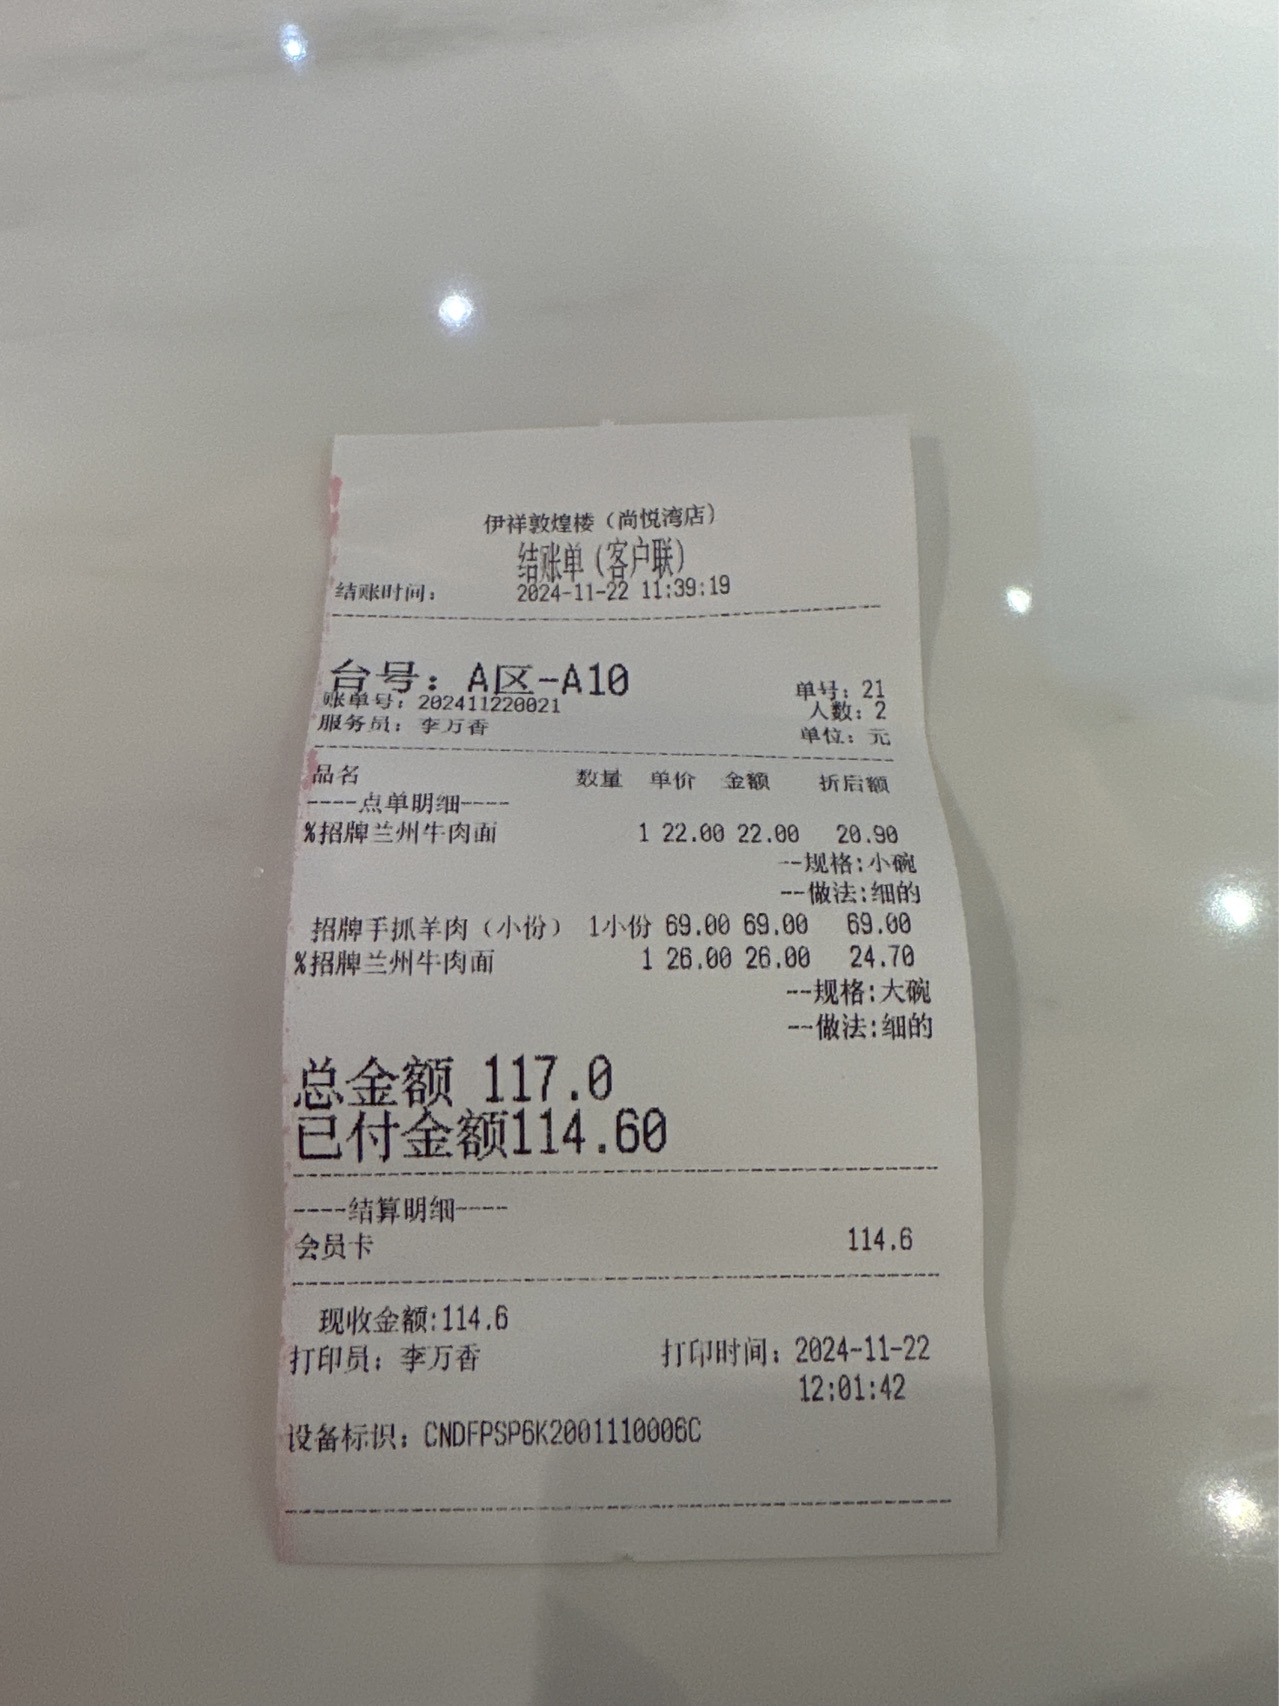 伊祥敦煌楼（尚悦湾店）
结账单（客户联）
结账时间： 2024-11-22 11:39:19
台号：A区-A10
账单号：202411220021 单号：21
人数：2
服务员：李万香 单位：元
品名 数量 单价 金额 折后额
----点单明细----
%招牌兰州牛肉面 1 22.00 22.00 20.90
--规格:小碗
--做法:细的
招牌手抓羊肉（小份） 1小份 69.00 69.00 69.00
%招牌兰州牛肉面 1 26.00 26.00 24.70
--规格:大碗
--做法:细的
总金额 117.0
已付金额114.60
----结算明细----
会员卡 114.6
现收金额:114.6
打印员：李万香 打印时间：2024-11-22
12:01:42
设备标识：CNDFPSP6K2001110006C